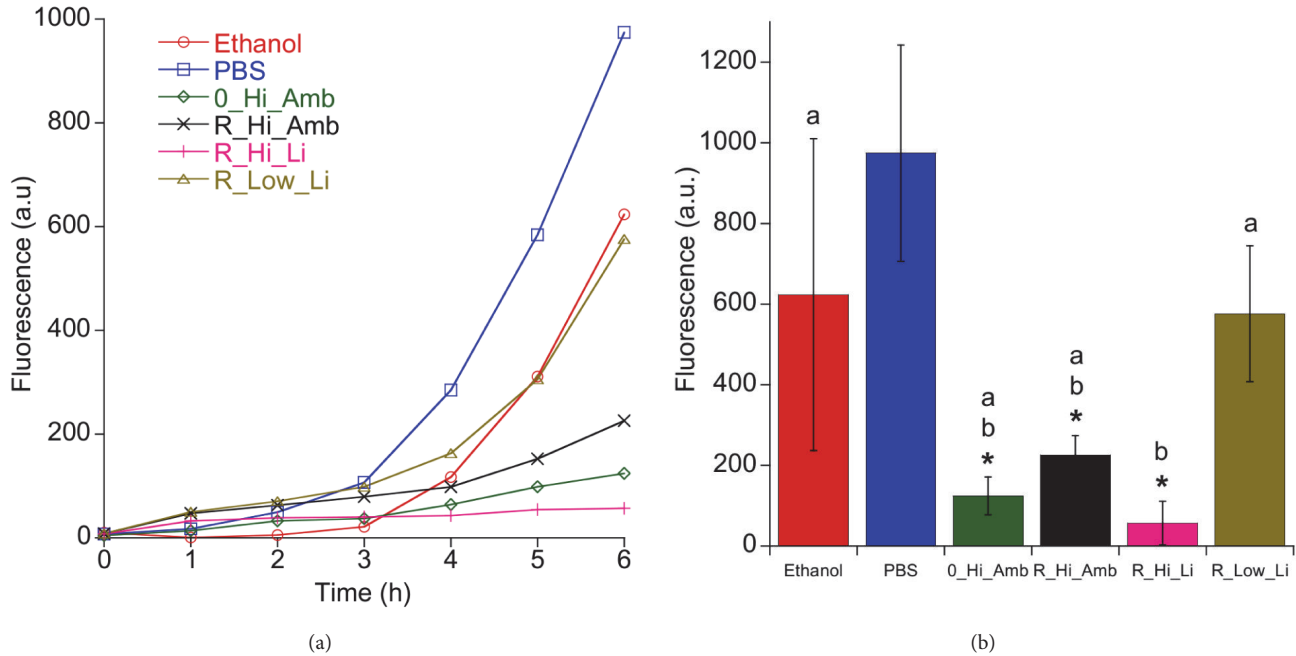 1000
800
600
400
200
0
Fluorescence (a.u)
Ethanol
PBS
0_Hi_Amb
R_Hi_Amb
R_Hi_Li
R_Low_Li
0 1 2 3 4 5 6
Time (h)
(a)
1200
1000
800
600
400
200
0
Fluorescence (a.u.)
a
a
b
*
a
b
*
b
*
a
Ethanol PBS 0_Hi_Amb R_Hi_Amb R_Hi_Li R_Low_Li
(b)